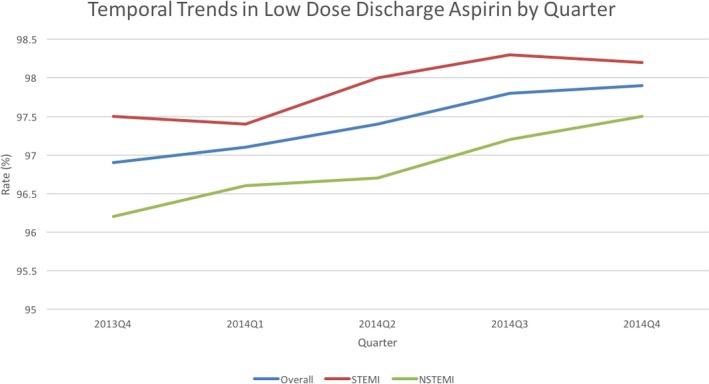 Temporal Trends in Low Dose Discharge Aspirin by Quarter
98.5
98
97.5
97
96.5
96
95.5
95
Rate (%)
2013Q4 2014Q1 2014Q2 2014Q3 2014Q4
Quarter
Overall STEMI NSTEMI